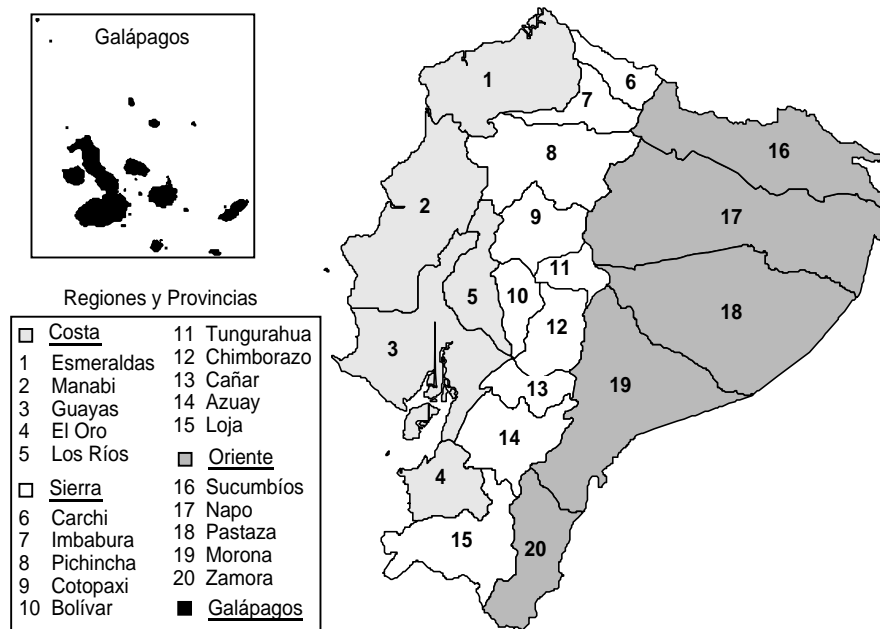 Galápagos
Regiones y Provincias
Costa
1 Esmeraldas
2 Manabi
3 Guayas
4 El Oro
5 Los Ríos
Sierra
6 Carchi
7 Imbabura
8 Pichincha
9 Cotopaxi
10 Bolívar
11 Tungurahua
12 Chimborazo
13 Cañar
14 Azuay
15 Loja
Oriente
16 Sucumbíos
17 Napo
18 Pastaza
19 Morona
20 Zamora
Galápagos
1
6
7
8
16
2
9
17
11
5
10
12
18
3
13
19
14
4
15
20